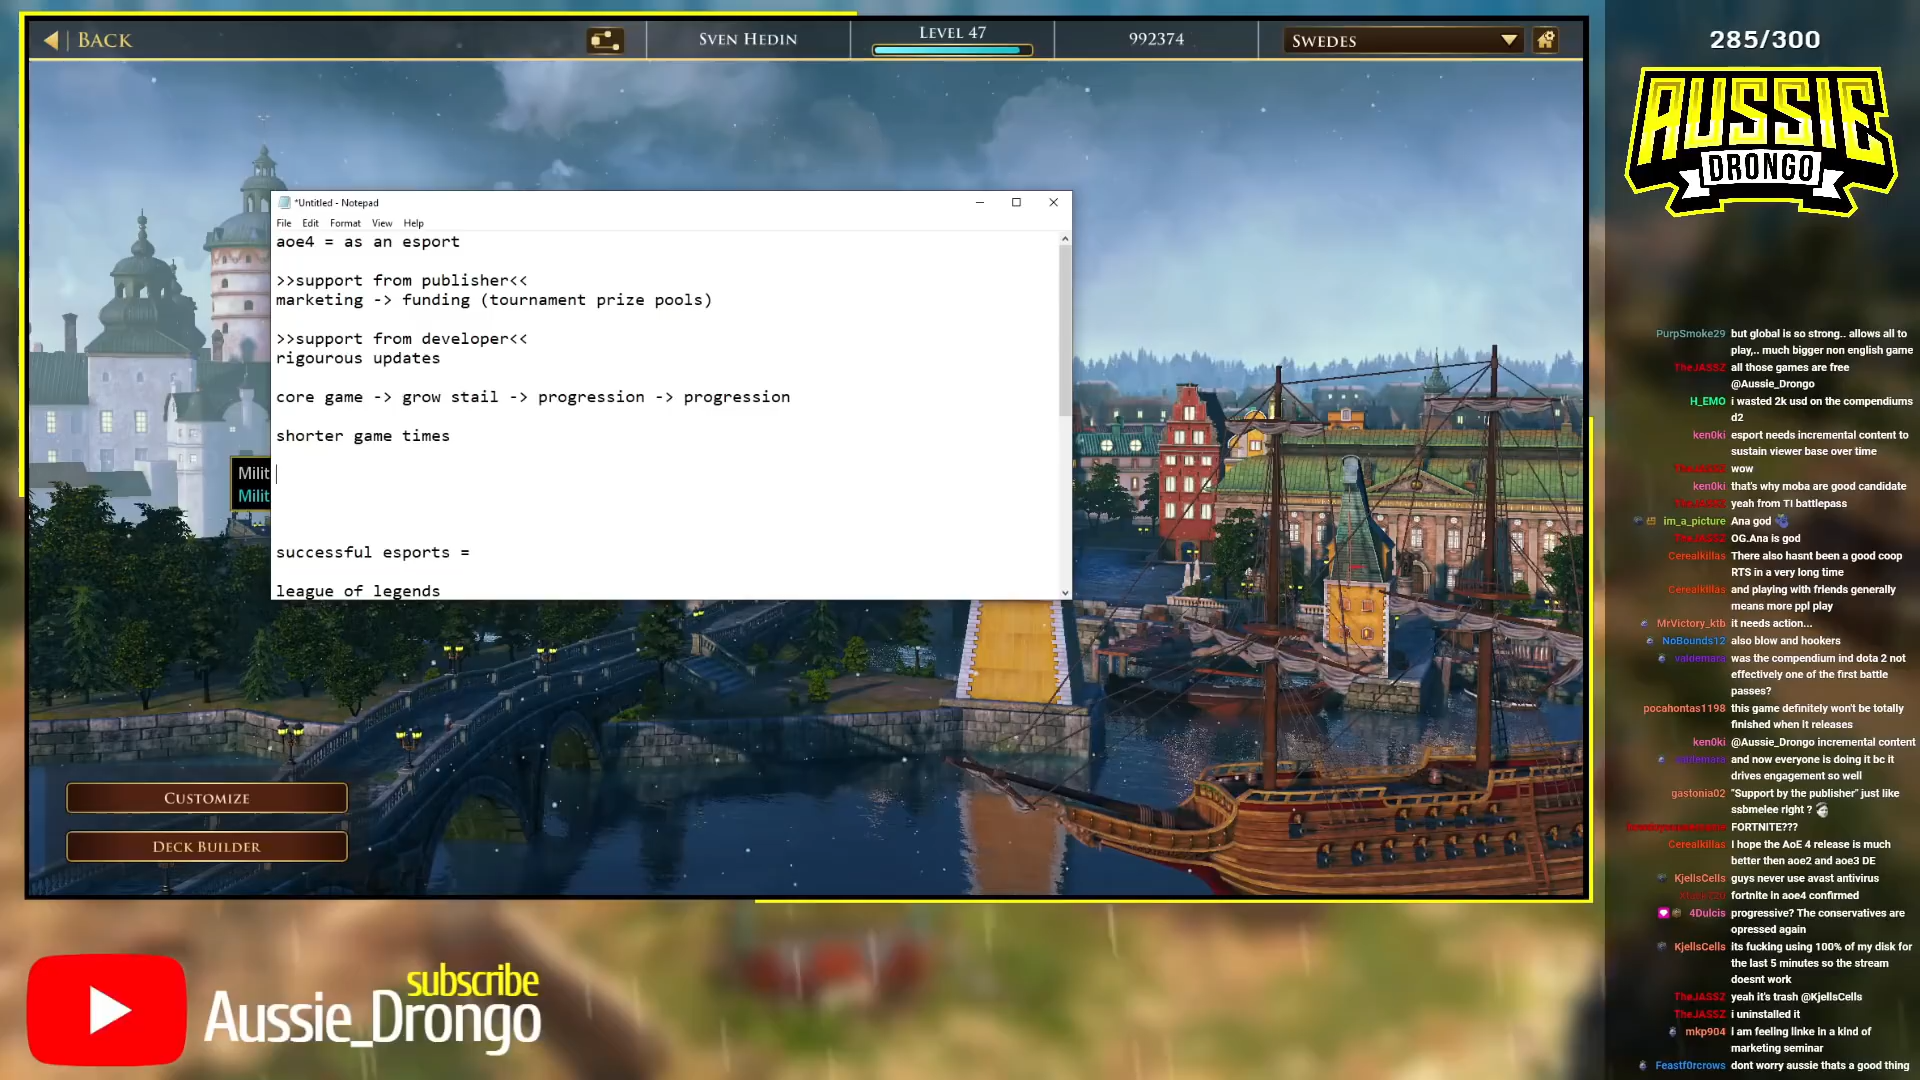 BACK
SVEN HEDIN
LEVEL 47
992374
SWEDES
285/300
AUSSIE
DRONGO
*Untitled - Notepad
File Edit Format View Help
aoe4 = as an esport
>>support from publisher<<
marketing -> funding (tournament prize pools)
>>support from developer<<
rigourous updates
core game -> grow stail -> progression -> progression
shorter game times
successful esports =
league of legends
Milit
Milit
CUSTOMIZE
DECK BUILDER
subscribe
Aussie_Drongo
PurpSmoke29 but global is so strong.. allows all to
play,.. much bigger non english game
TheJASSZ all those games are free
@Aussie_Drongo
H_EMO i wasted 2k usd on the compendiums
d2
ken0ki esport needs incremental content to
sustain viewer base over time
TheJASSZ wow
ken0ki that's why moba are good candidate
TheJASSZ yeah from TI battlepass
im_a_picture Ana god
TheJASSZ OG.Ana is god
Cerealkillas There also hasnt been a good coop
RTS in a very long time
Cerealkillas and playing with friends generally
means more ppl play
MrVictory_ktb it needs action...
NoBounds12 also blow and hookers
valdemara was the compendium ind dota 2 not
effectively one of the first battle
passes?
pocahontas1198 this game definitely won't be totally
finished when it releases
ken0ki @Aussie_Drongo incremental content
valdemara and now everyone is doing it bc it
drives engagement so well
gastonia02 "Support by the publisher" just like
ssbmelee right ?
FORTNITE???
Cerealkillas I hope the AoE 4 release is much
better then aoe2 and aoe3 DE
KjellsCells guys never use avast antivirus
fortnite in aoe4 confirmed
4Dulcis progressive? The conservatives are
opressed again
KjellsCells its fucking using 100% of my disk for
the last 5 minutes so the stream
doesnt work
TheJASSZ yeah it's trash @KjellsCells
TheJASSZ i uninstalled it
mkp904 i am feeling linke in a kind of
marketing seminar
Feastf0rcrows dont worry aussie thats a good thing